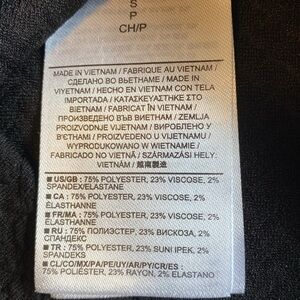 S
P
CH/P
MADE IN VIETNAM / FABRIQUE AU VIETNAM /
СДЕЛАНО ВО ВЬЕТНАМЕ / MADE IN
VIYETNAM / HECHO EN VIETNAM CON TELA
IMPORTADA / ΚΑΤΑΣΚΕΥΑΣΤΗΚΕ ΣΤΟ
ΒΙΕΤΝΑΜ / FABRICAT ÎN VIETNAM /
ПРОИЗВЕДЕНО ВЪВ ВИЕТНАМ / ZEMLJA
PROIZVODNJE VIJETNAM / ВИРОБЛЕНО У
В'ЄТНАМІ / PROIZVEDENO U VIJETNAMU /
WYPRODUKOWANO W WIETNAMIE /
FABRICADO NO VIETNÃ / SZÁRMAZÁSI HELY:
VIETNÁM / 越南製造
■ US/GB : 75% POLYESTER, 23% VISCOSE, 2%
SPANDEX/ELASTANE
■ CA : 75% POLYESTER, 23% VISCOSE, 2%
ÉLASTHANNE
■ FR/MA : 75% POLYESTER, 23% VISCOSE, 2%
ÉLASTHANNE
■ RU : 75% ПОЛИЭСТЕР, 23% ВИСКОЗА, 2%
СПАНДЕКС
■ TR : 75% POLYESTER, 23% SUNI IPEK, 2%
SPANDEKS
■ CL/CO/MX/PA/PE/UY/AR/PY/CR/ES :
75% POLIÉSTER, 23% RAYON, 2% ELASTANO